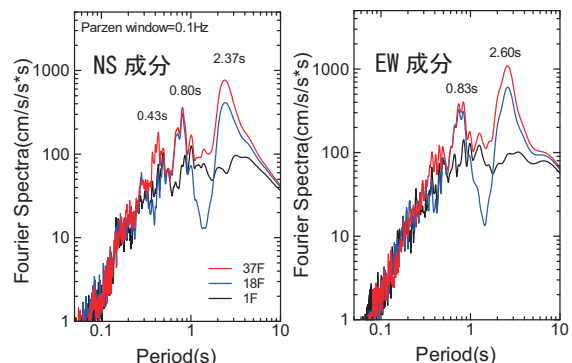 Parzen window=0.1Hz
NS 成分
2.37s
0.80s
0.43s
Fourier Spectra(cm/s/s*s)
1000
100
10
1
37F
18F
1F
0.1
1
10
Period(s)
EW 成分
2.60s
0.83s
Fourier Spectra(cm/s/s*s)
1000
100
10
1
0.1
1
10
Period(s)